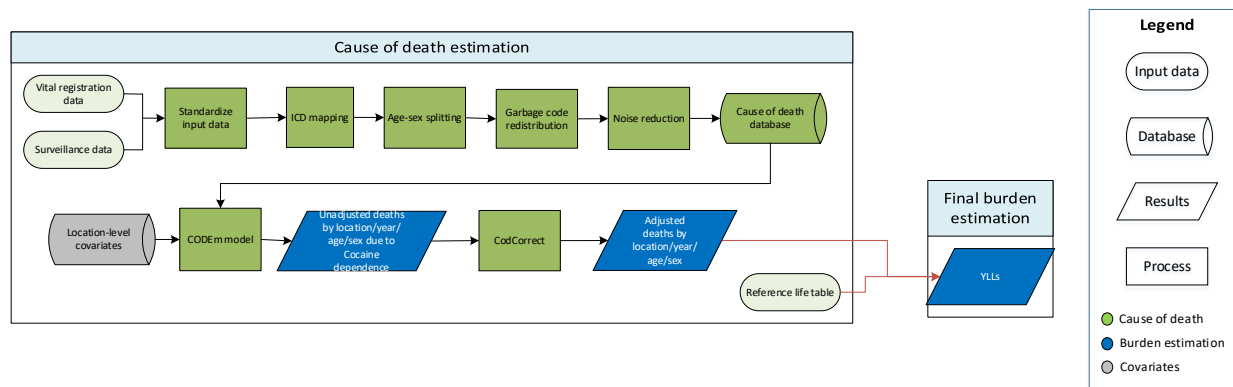 Cause of death estimation
Vital registration
data
Surveillance data
Standardize
input data
ICD mapping
Age-sex splitting
Garbage code
redistribution
Noise reduction
Cause of death
database
Location-level
covariates
CODEm model
Unadjusted deaths
by location/year/
age/sex due to
Cocaine
dependence
CodCorrect
Adjusted
deaths by
location/year/
age/sex
Reference life table
Final burden
estimation
YLLs
Legend
Input data
Database
Results
Process
Cause of death
Burden estimation
Covariates